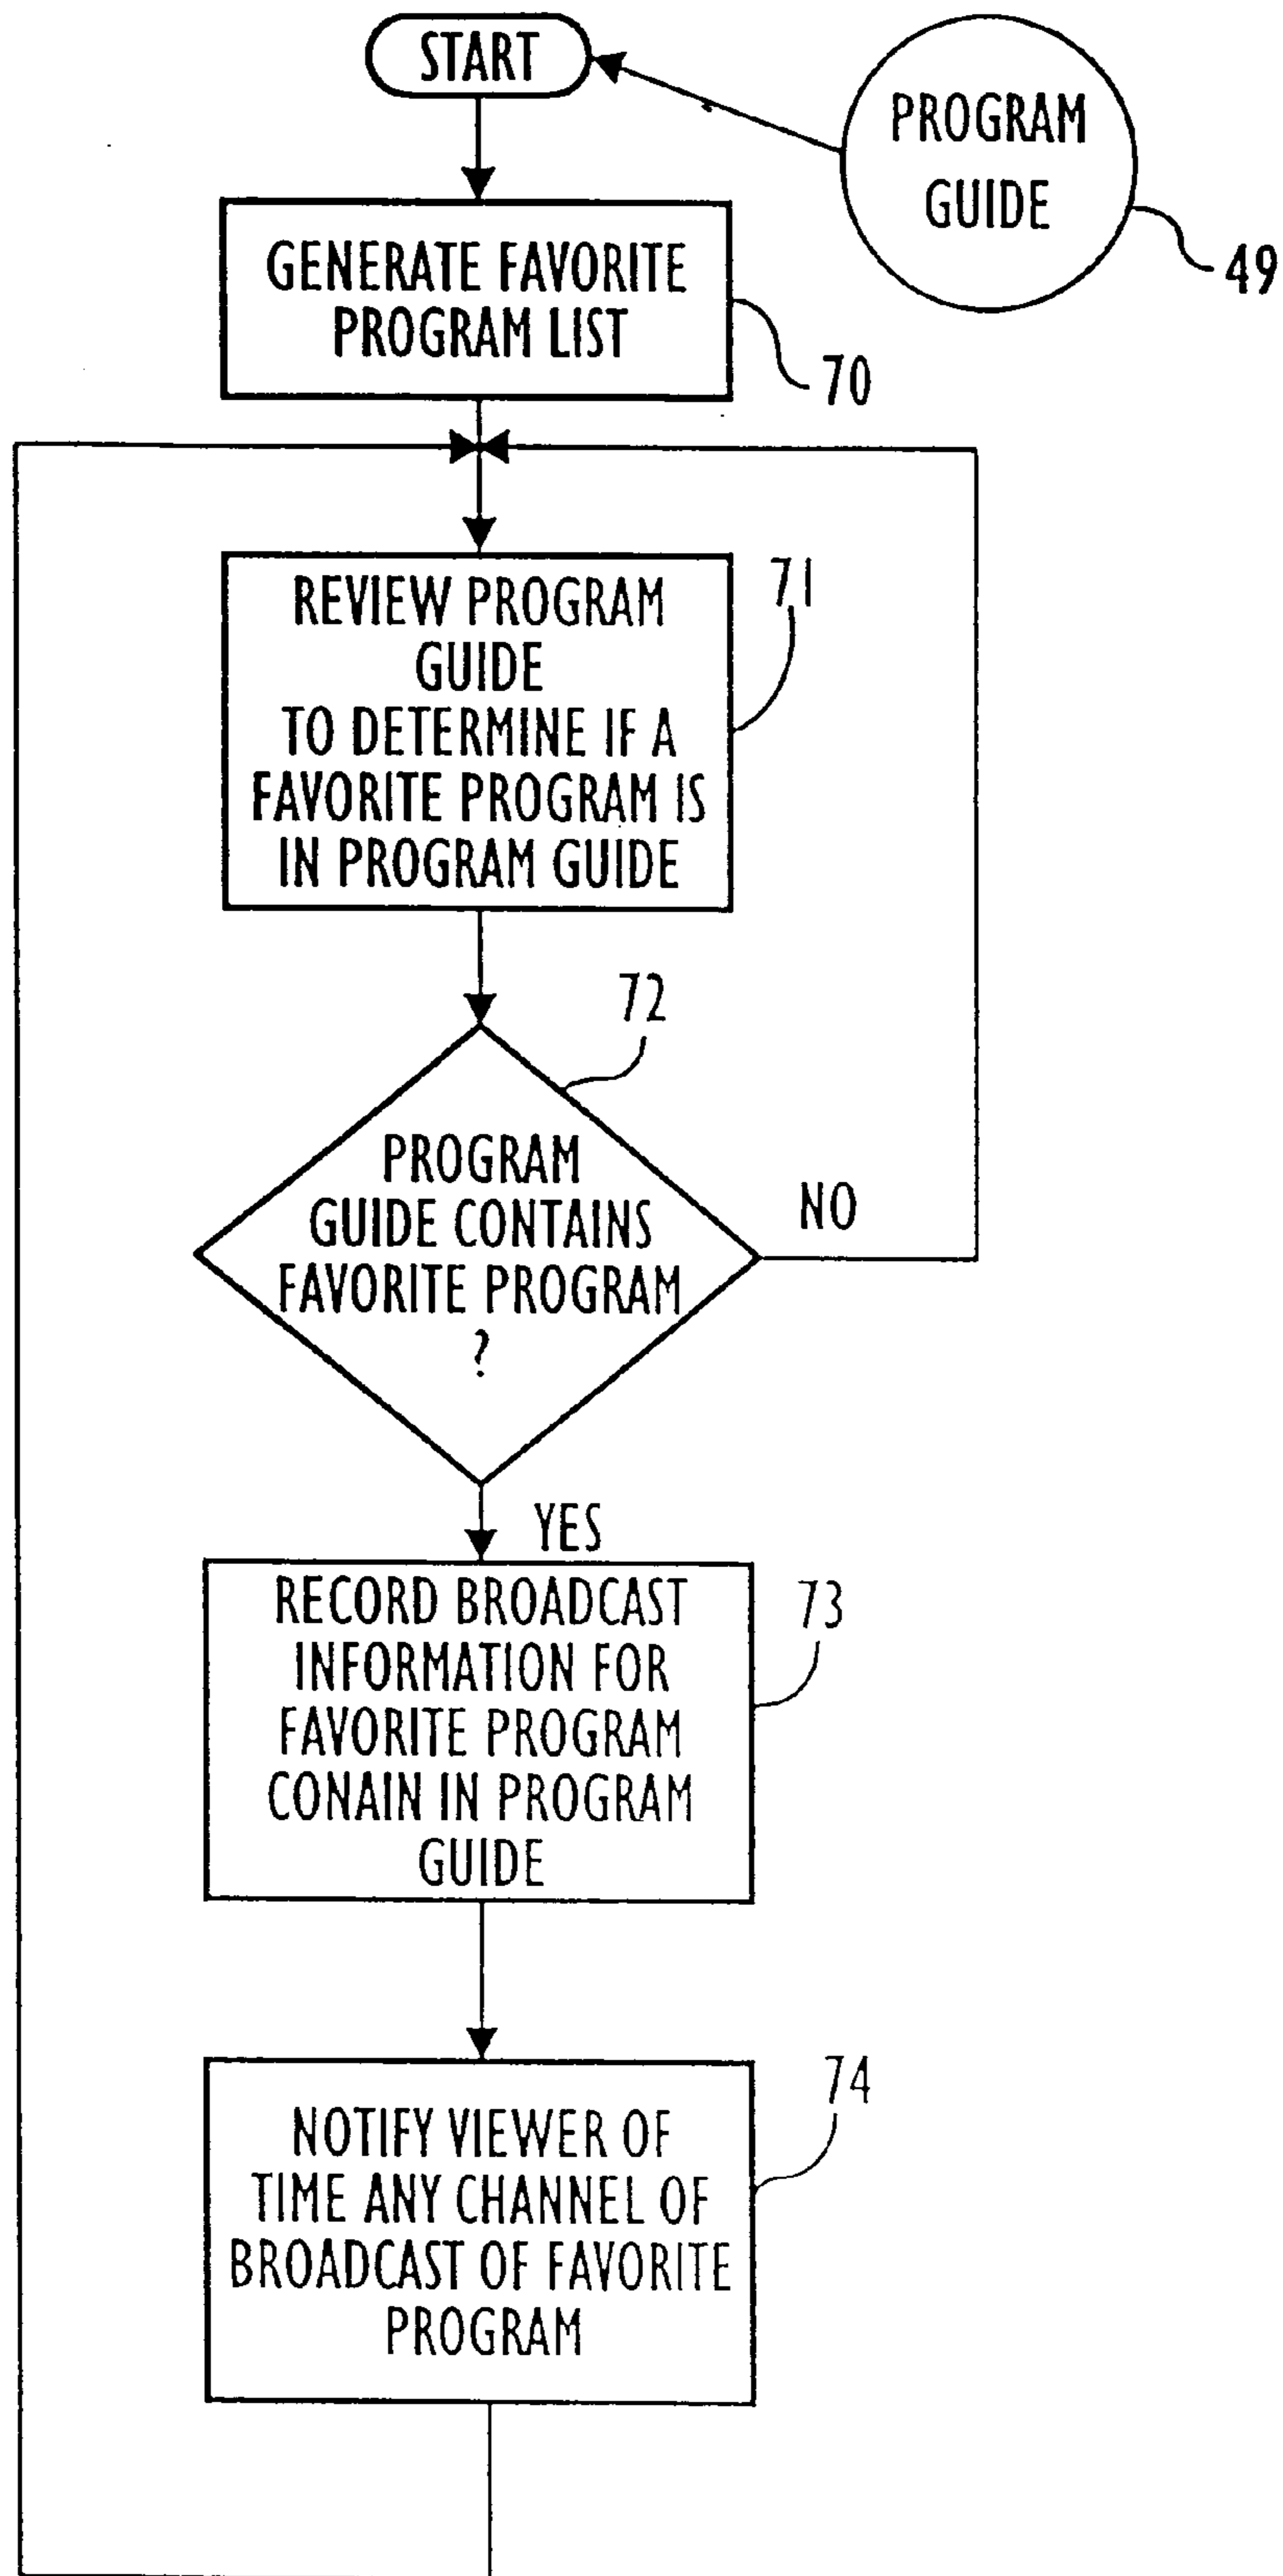 START
PROGRAM
GUIDE
49
GENERATE FAVORITE
PROGRAM LIST
70
REVIEW PROGRAM
GUIDE
TO DETERMINE IF A
FAVORITE PROGRAM IS
IN PROGRAM GUIDE
71
72
PROGRAM
GUIDE CONTAINS
FAVORITE PROGRAM
?
NO
YES
RECORD BROADCAST
INFORMATION FOR
FAVORITE PROGRAM
CONAIN IN PROGRAM
GUIDE
73
NOTIFY VIEWER OF
TIME ANY CHANNEL OF
BROADCAST OF FAVORITE
PROGRAM
74